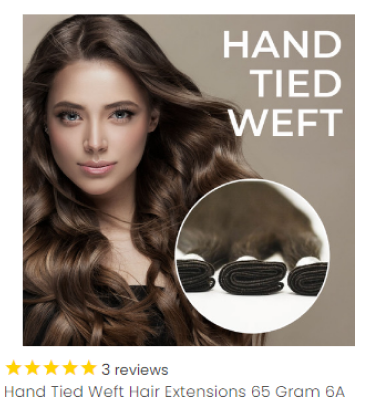 HAND
TIED
WEFT
3 reviews
Hand Tied Weft Hair Extensions 65 Gram 6A